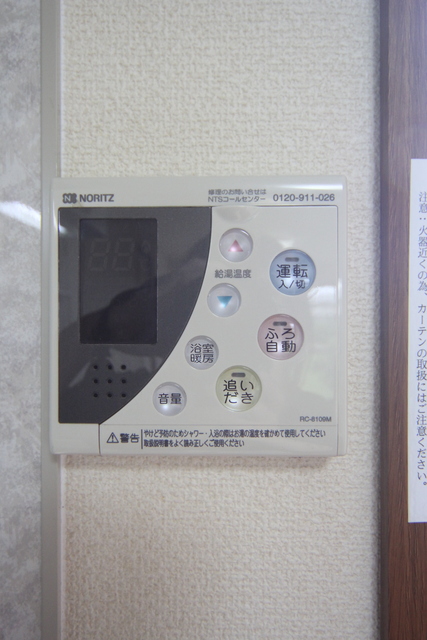 NORITZ
修理のお問い合せは
NTSコールセンター 0120-911-026
給湯温度
運転
入/切
ふろ
自動
浴室
暖房
追い
だき
音量
RC-8109M
警告
やけど予防のためシャワー・入浴の際はお湯の温度を確かめて使用してください
取扱説明書をよく読み正しくご使用ください
注意：火器近くの為、カーテンの取扱にはご注意ください。